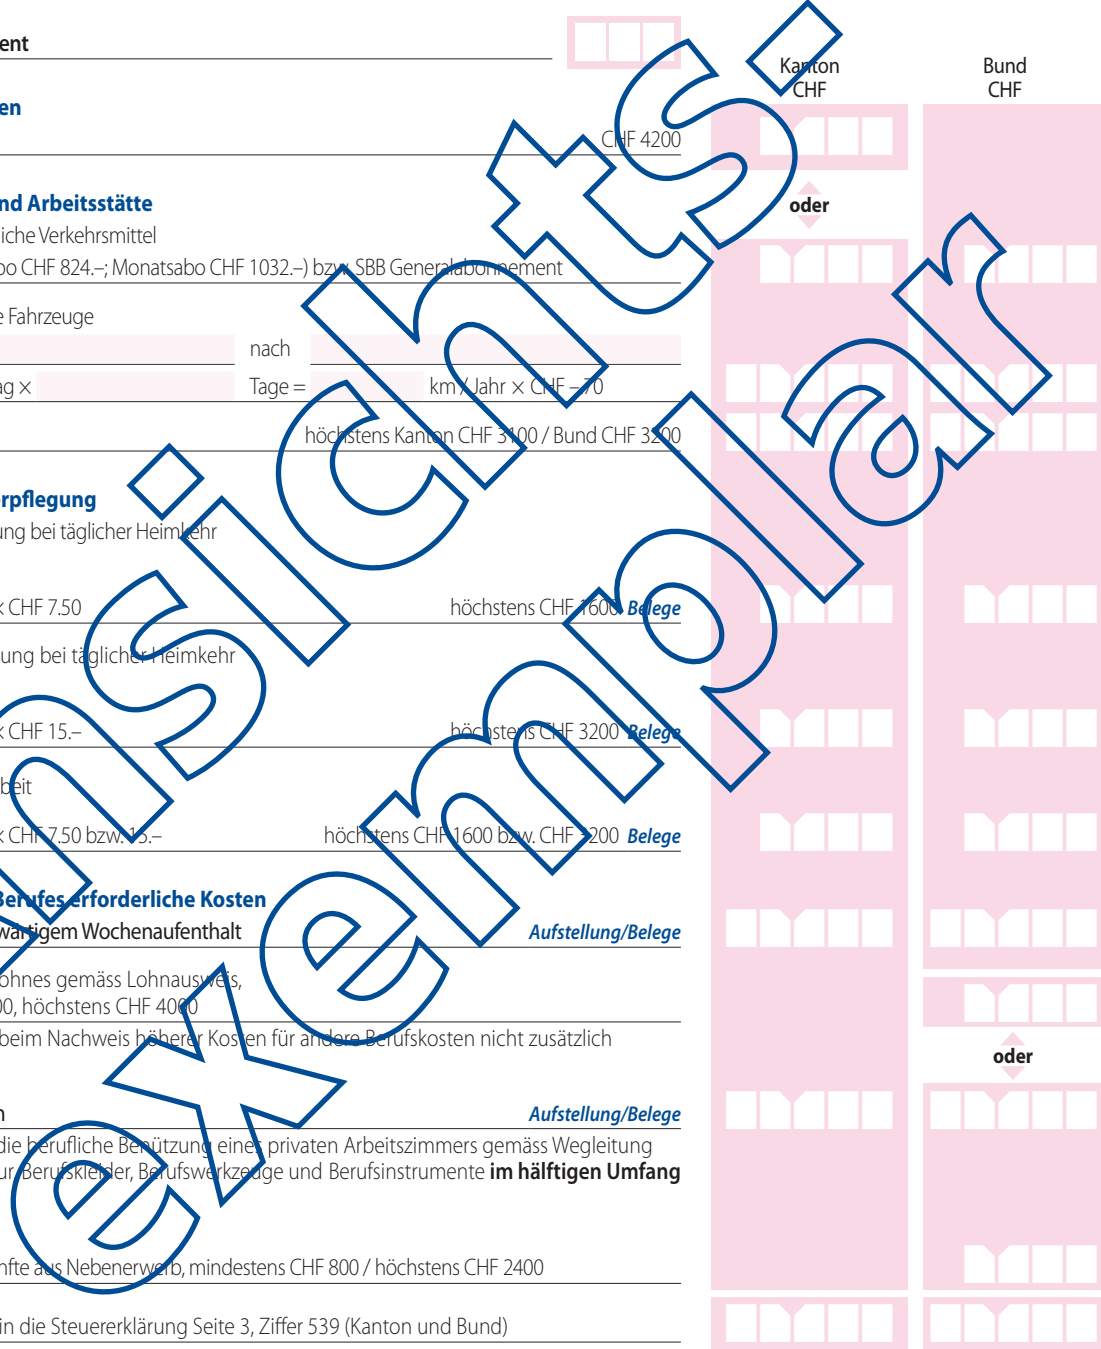 ent
Kanton
CHF
Bund
CHF
en
CHF 4200
nd Arbeitsstätte
oder
liche Verkehrsmittel
bo CHF 824.–; Monatsabo CHF 1032.–) bzw. SBB Generalabonnement
e Fahrzeuge
nach
ag × Tage = km / Jahr × CHF –.70
höchstens Kanton CHF 3100 / Bund CHF 3200
rpflegung
ung bei täglicher Heimkehr
× CHF 7.50 höchstens CHF 1600 Belege
ung bei täglicher Heimkehr
× CHF 15.– höchstens CHF 3200 Belege
beit
× CHF 7.50 bzw. 15.– höchstens CHF 1600 bzw. CHF 3200 Belege
Berufes erforderliche Kosten
wärtigem Wochenaufenthalt Aufstellung/Belege
ohnes gemäss Lohnausweis,
00, höchstens CHF 4000
beim Nachweis höherer Kosten für andere Berufskosten nicht zusätzlich
oder
n Aufstellung/Belege
die berufliche Benützung eines privaten Arbeitszimmers gemäss Wegleitung
ur Berufskleider, Berufswerkzeuge und Berufsinstrumente im hälftigen Umfang
nfte aus Nebenerwerb, mindestens CHF 800 / höchstens CHF 2400
in die Steuererklärung Seite 3, Ziffer 539 (Kanton und Bund)
nsichts-
exemplar